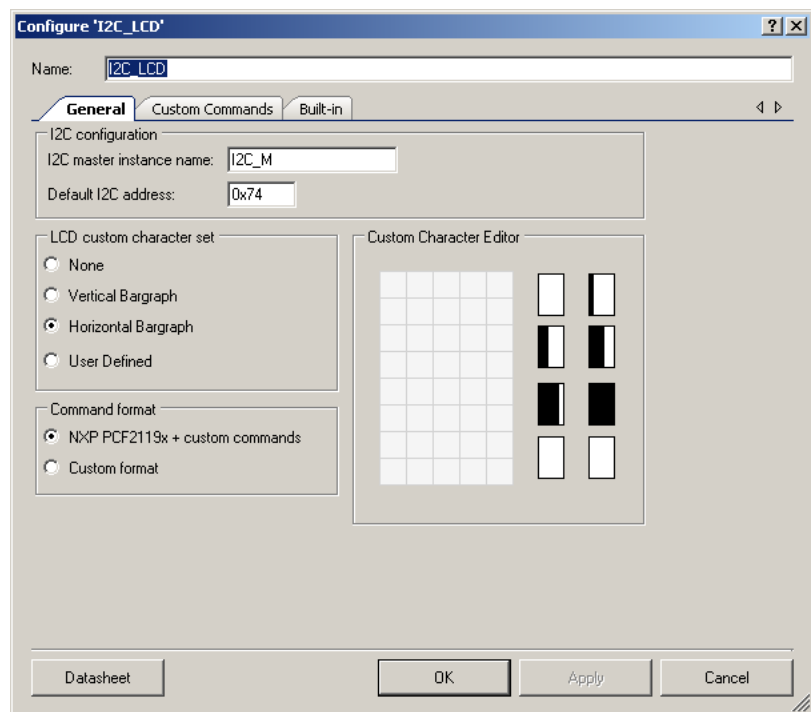 Configure 'I2C_LCD'
Name: I2C_LCD
General Custom Commands Built-in
I2C configuration
I2C master instance name: I2C_M
Default I2C address: 0x74
LCD custom character set
None
Vertical Bargraph
Horizontal Bargraph
User Defined
Command format
NXP PCF2119x + custom commands
Custom format
Custom Character Editor
Datasheet OK Apply Cancel